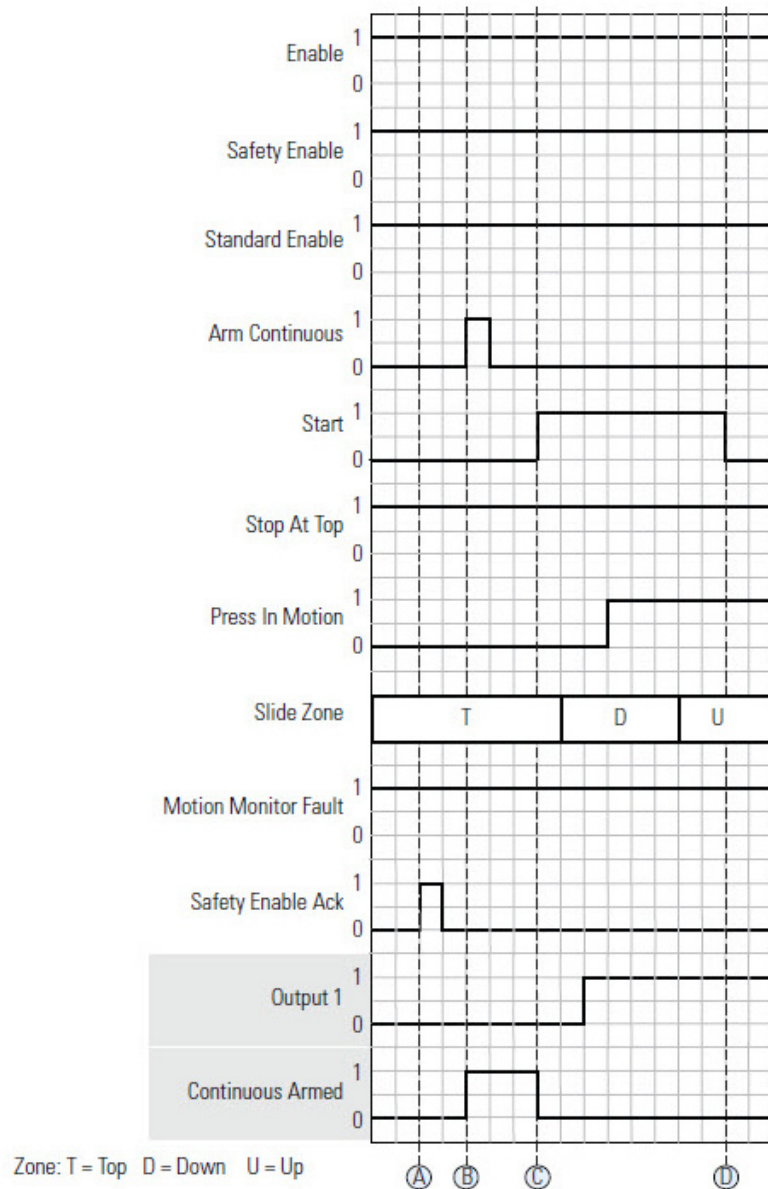 Enable 1
0
Safety Enable 1
0
Standard Enable 1
0
Arm Continuous 1
0
Start 1
0
Stop At Top 1
0
Press In Motion 1
0
Slide Zone T D U
Motion Monitor Fault 1
0
Safety Enable Ack 1
0
Output 1 1
0
Continuous Armed 1
0
Zone: T = Top D = Down U = Up
A B C D